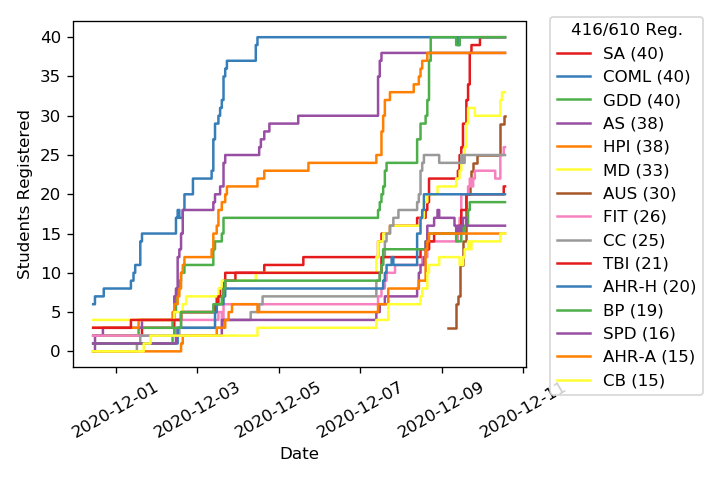 416/610 Reg.
SA (40)
COML (40)
GDD (40)
AS (38)
HPI (38)
MD (33)
AUS (30)
FIT (26)
CC (25)
TBI (21)
AHR-H (20)
BP (19)
SPD (16)
AHR-A (15)
CB (15)
Students Registered
40
35
30
25
20
15
10
5
0
2020-12-01
2020-12-03
2020-12-05
2020-12-07
2020-12-09
2020-12-11
Date